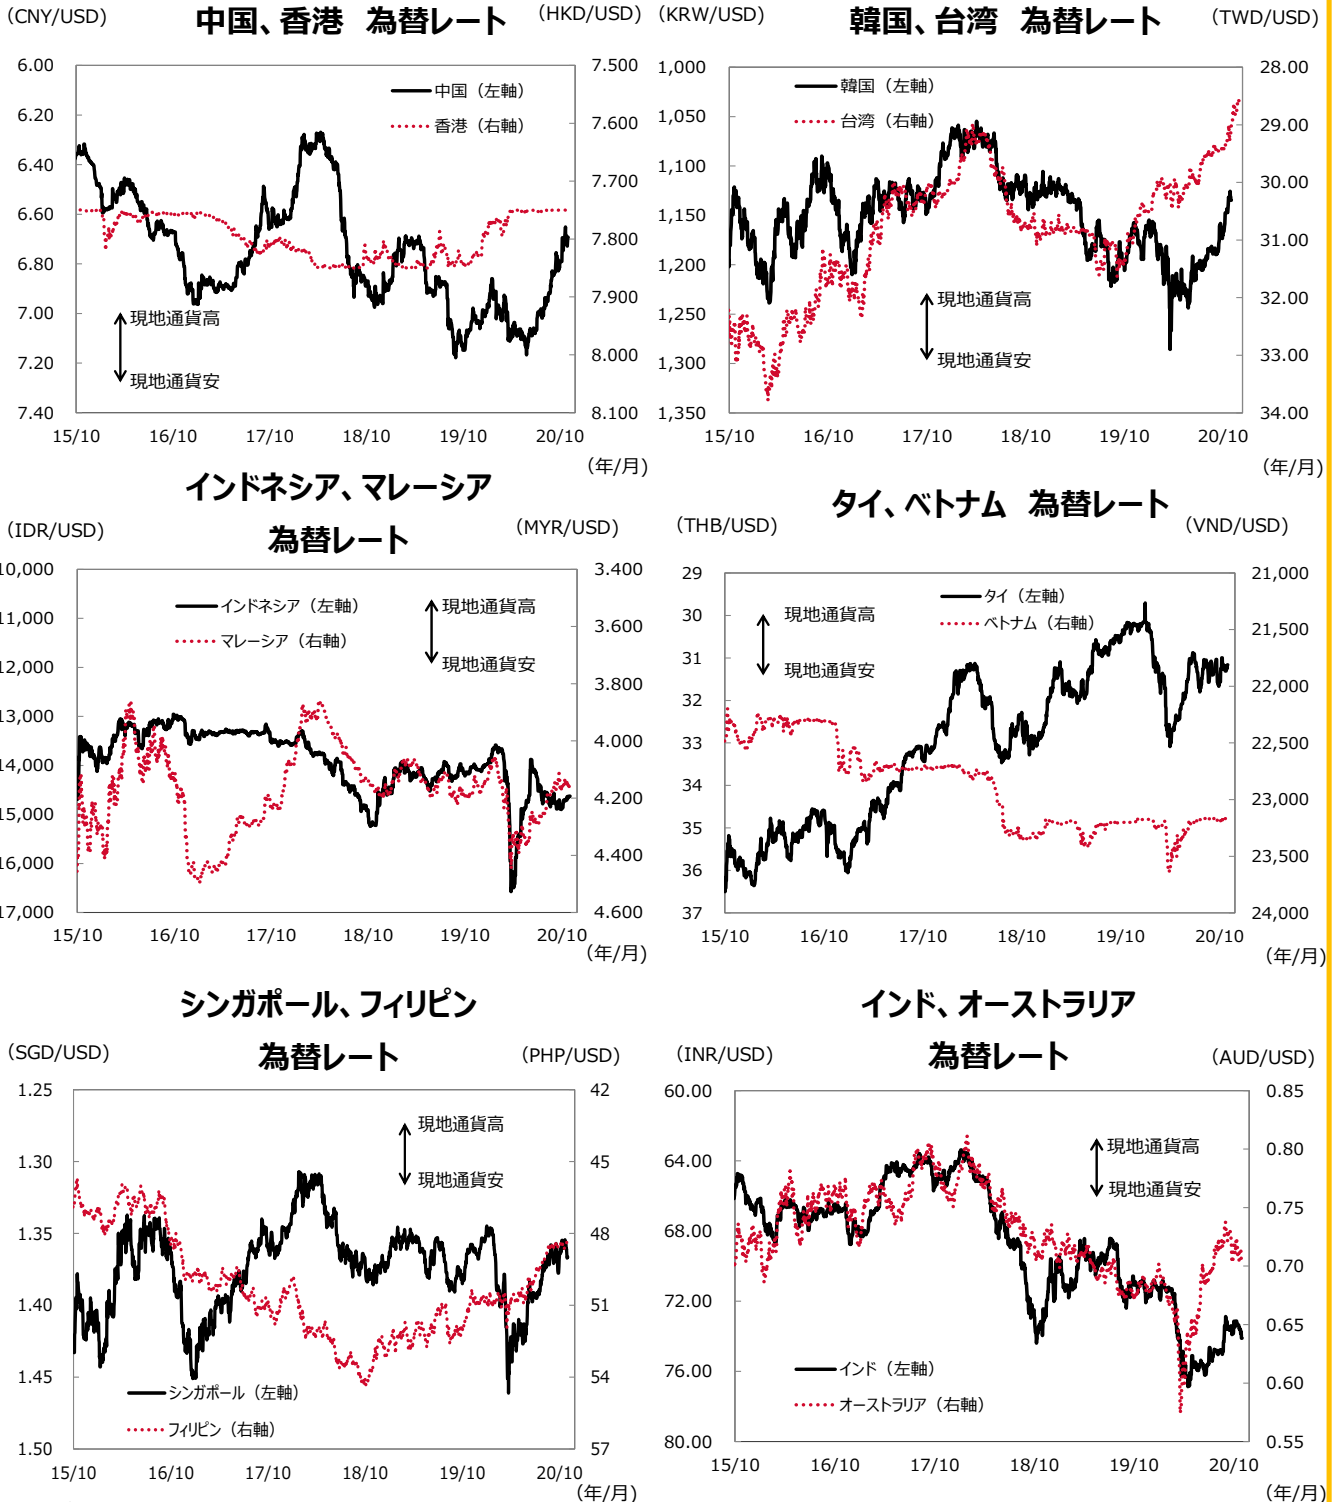 中国、香港 為替レート
(CNY/USD)
(HKD/USD)
6.00
6.20
6.40
6.60
6.80
7.00
7.20
7.40
7.500
7.600
7.700
7.800
7.900
8.000
8.100
中国（左軸）
香港（右軸）
現地通貨高
現地通貨安
15/10 16/10 17/10 18/10 19/10 20/10
(年/月)
韓国、台湾 為替レート
(KRW/USD)
(TWD/USD)
1,000
1,050
1,100
1,150
1,200
1,250
1,300
1,350
28.00
29.00
30.00
31.00
32.00
33.00
34.00
韓国（左軸）
台湾（右軸）
現地通貨高
現地通貨安
15/10 16/10 17/10 18/10 19/10 20/10
(年/月)
インドネシア、マレーシア
為替レート
(IDR/USD)
(MYR/USD)
10,000
11,000
12,000
13,000
14,000
15,000
16,000
17,000
3.400
3.600
3.800
4.000
4.200
4.400
4.600
インドネシア（左軸）
マレーシア（右軸）
現地通貨高
現地通貨安
15/10 16/10 17/10 18/10 19/10 20/10
(年/月)
タイ、ベトナム 為替レート
(THB/USD)
(VND/USD)
29
30
31
32
33
34
35
36
37
21,000
21,500
22,000
22,500
23,000
23,500
24,000
タイ（左軸）
ベトナム（右軸）
現地通貨高
現地通貨安
15/10 16/10 17/10 18/10 19/10 20/10
(年/月)
シンガポール、フィリピン
為替レート
(SGD/USD)
(PHP/USD)
1.25
1.30
1.35
1.40
1.45
1.50
42
45
48
51
54
57
現地通貨高
現地通貨安
シンガポール（左軸）
フィリピン（右軸）
15/10 16/10 17/10 18/10 19/10 20/10
(年/月)
インド、オーストラリア
為替レート
(INR/USD)
(AUD/USD)
60.00
64.00
68.00
72.00
76.00
80.00
0.85
0.80
0.75
0.70
0.65
0.60
0.55
現地通貨高
現地通貨安
インド（左軸）
オーストラリア（右軸）
15/10 16/10 17/10 18/10 19/10 20/10
(年/月)